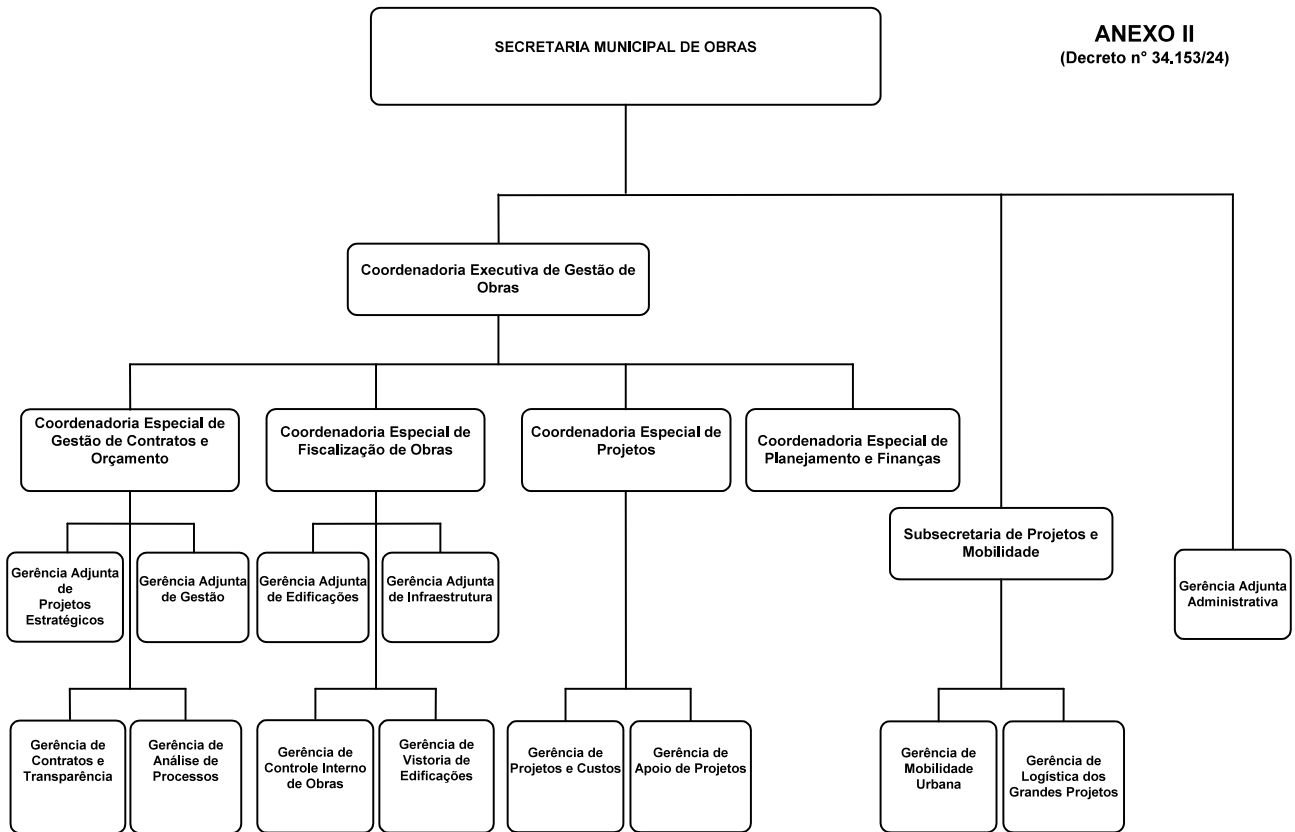 SECRETARIA MUNICIPAL DE OBRAS
ANEXO II
(Decreto n° 34.153/24)
Coordenadoria Executiva de Gestão de
Obras
Coordenadoria Especial de
Gestão de Contratos e
Orçamento
Coordenadoria Especial de
Fiscalização de Obras
Coordenadoria Especial de
Projetos
Coordenadoria Especial de
Planejamento e Finanças
Subsecretaria de Projetos e
Mobilidade
Gerência Adjunta
de
Projetos
Estratégicos
Gerência Adjunta
de Gestão
Gerência Adjunta
de Edificações
Gerência Adjunta
de Infraestrutura
Gerência Adjunta
Administrativa
Gerência de
Contratos e
Transparência
Gerência de
Análise de
Processos
Gerência de
Controle Interno
de Obras
Gerência de
Vistoria de
Edificações
Gerência de
Projetos e Custos
Gerência de
Apoio de Projetos
Gerência de
Mobilidade
Urbana
Gerência de
Logística dos
Grandes Projetos